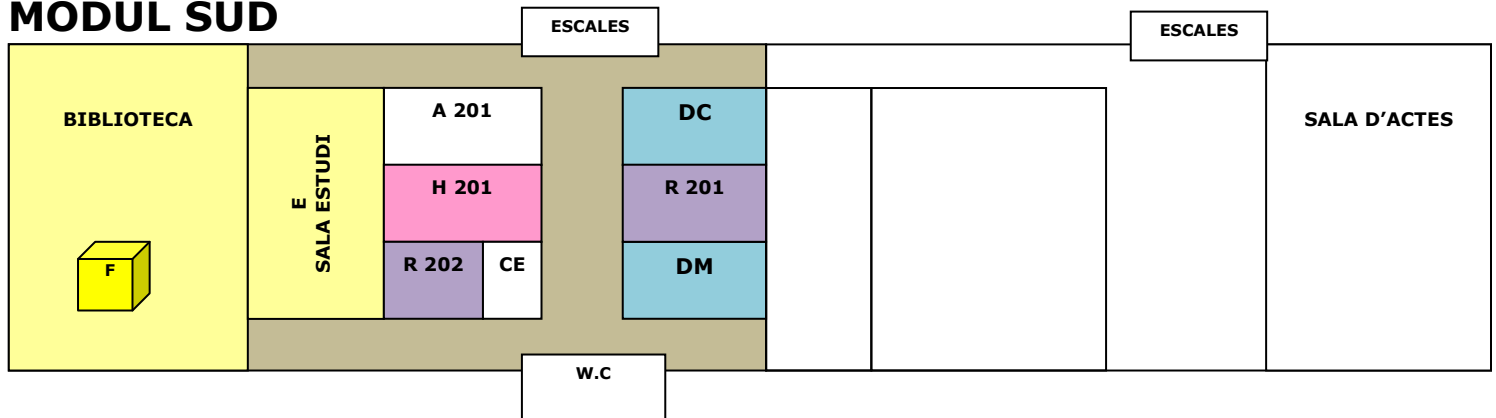 MODUL SUD
ESCALES
ESCALES
BIBLIOTECA
E
SALA ESTUDI
A 201
DC
SALA D’ACTES
H 201
R 201
F
R 202
CE
DM
W.C